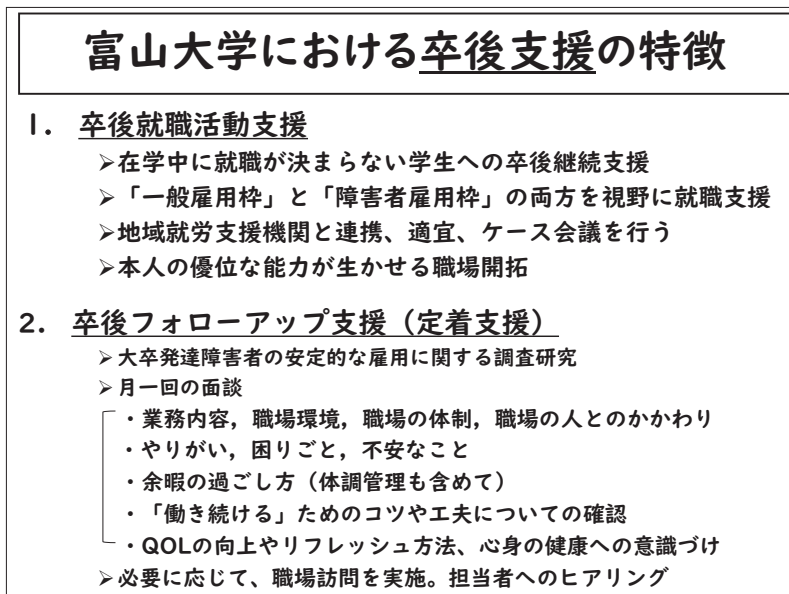 富山大学における卒後支援の特徴
1. 卒後就職活動支援
➢在学中に就職が決まらない学生への卒後継続支援
➢「一般雇用枠」と「障害者雇用枠」の両方を視野に就職支援
➢地域就労支援機関と連携、適宜、ケース会議を行う
➢本人の優位な能力が生かせる職場開拓
2. 卒後フォローアップ支援（定着支援）
➢大卒発達障害者の安定的な雇用に関する調査研究
➢月一回の面談
・業務内容，職場環境，職場の体制，職場の人とのかかわり
・やりがい，困りごと，不安なこと
・余暇の過ごし方（体調管理も含めて）
・「働き続ける」ためのコツや工夫についての確認
・QOLの向上やリフレッシュ方法、心身の健康への意識づけ
➢必要に応じて、職場訪問を実施。担当者へのヒアリング